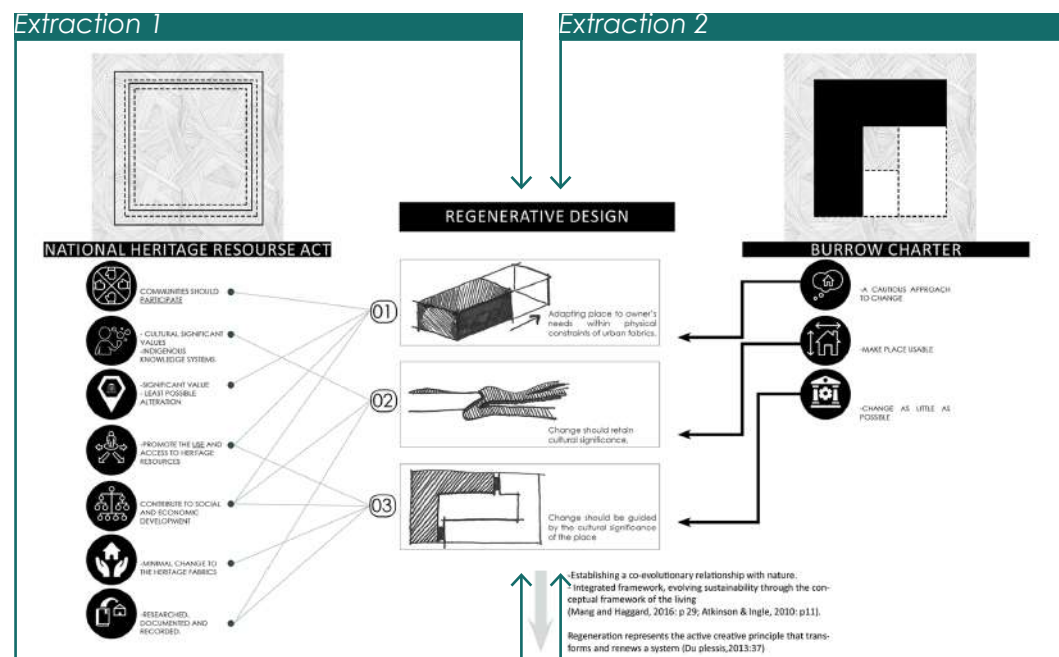 Extraction 1
Extraction 2
NATIONAL HERITAGE RESOURSE ACT
COMMUNITIES SHOULD
PARTICIPATE
- CULTURAL SIGNIFICANT
VALUES
-INDIGENOUS
KNOWLEDGE SYSTEMS.
-SIGNIFICANT VALUE
- LEAST POSSIBLE
ALTERATION
-PROMOTE THE USE AND
ACCESS TO HERITAGE
RESOURCES
CONTRIBUTE TO SOCIAL
AND ECONOMIC
DEVELOPMENT
-MINIMAL CHANGE TO
THE HERITAGE FABRICS
-RESEARCHED,
DOCUMENTED AND
RECORDED.
REGENERATIVE DESIGN
01
Adapting place to owner's
needs within physical
constraints of urban fabrics.
02
Change should retain
cultural significance.
03
Change should be guided
by the cultural significance
of the place
-Establishing a co-evolutionary relationship with nature.
- Integrated framework, evolving sustainability through the con-
ceptual framework of the living
(Mang and Haggard, 2016: p 29; Atkinson & Ingle, 2010: p11).
Regeneration represents the active creative principle that trans-
forms and renews a system (Du plessis,2013:37)
BURROW CHARTER
-A CAUTIOUS APPROACH
TO CHANGE
-MAKE PLACE USABLE
-CHANGE AS LITTLE AS
POSSIBLE